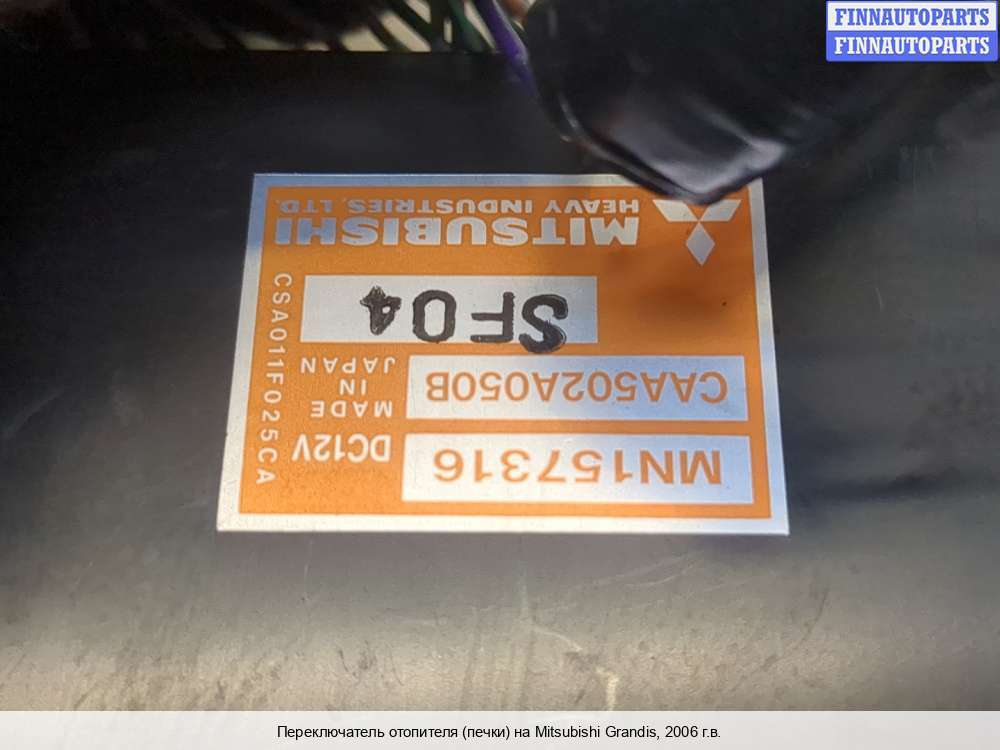 FINNAUTOPARTS
FINNAUTOPARTS
MN157316
DC12V
CAA502A050B
MADE
IN
JAPAN
SF04
MITSUBISHI
HEAVY INDUSTRIES, LTD.
CSA011F025CA
Переключатель отопителя (печки) на Mitsubishi Grandis, 2006 г.в.